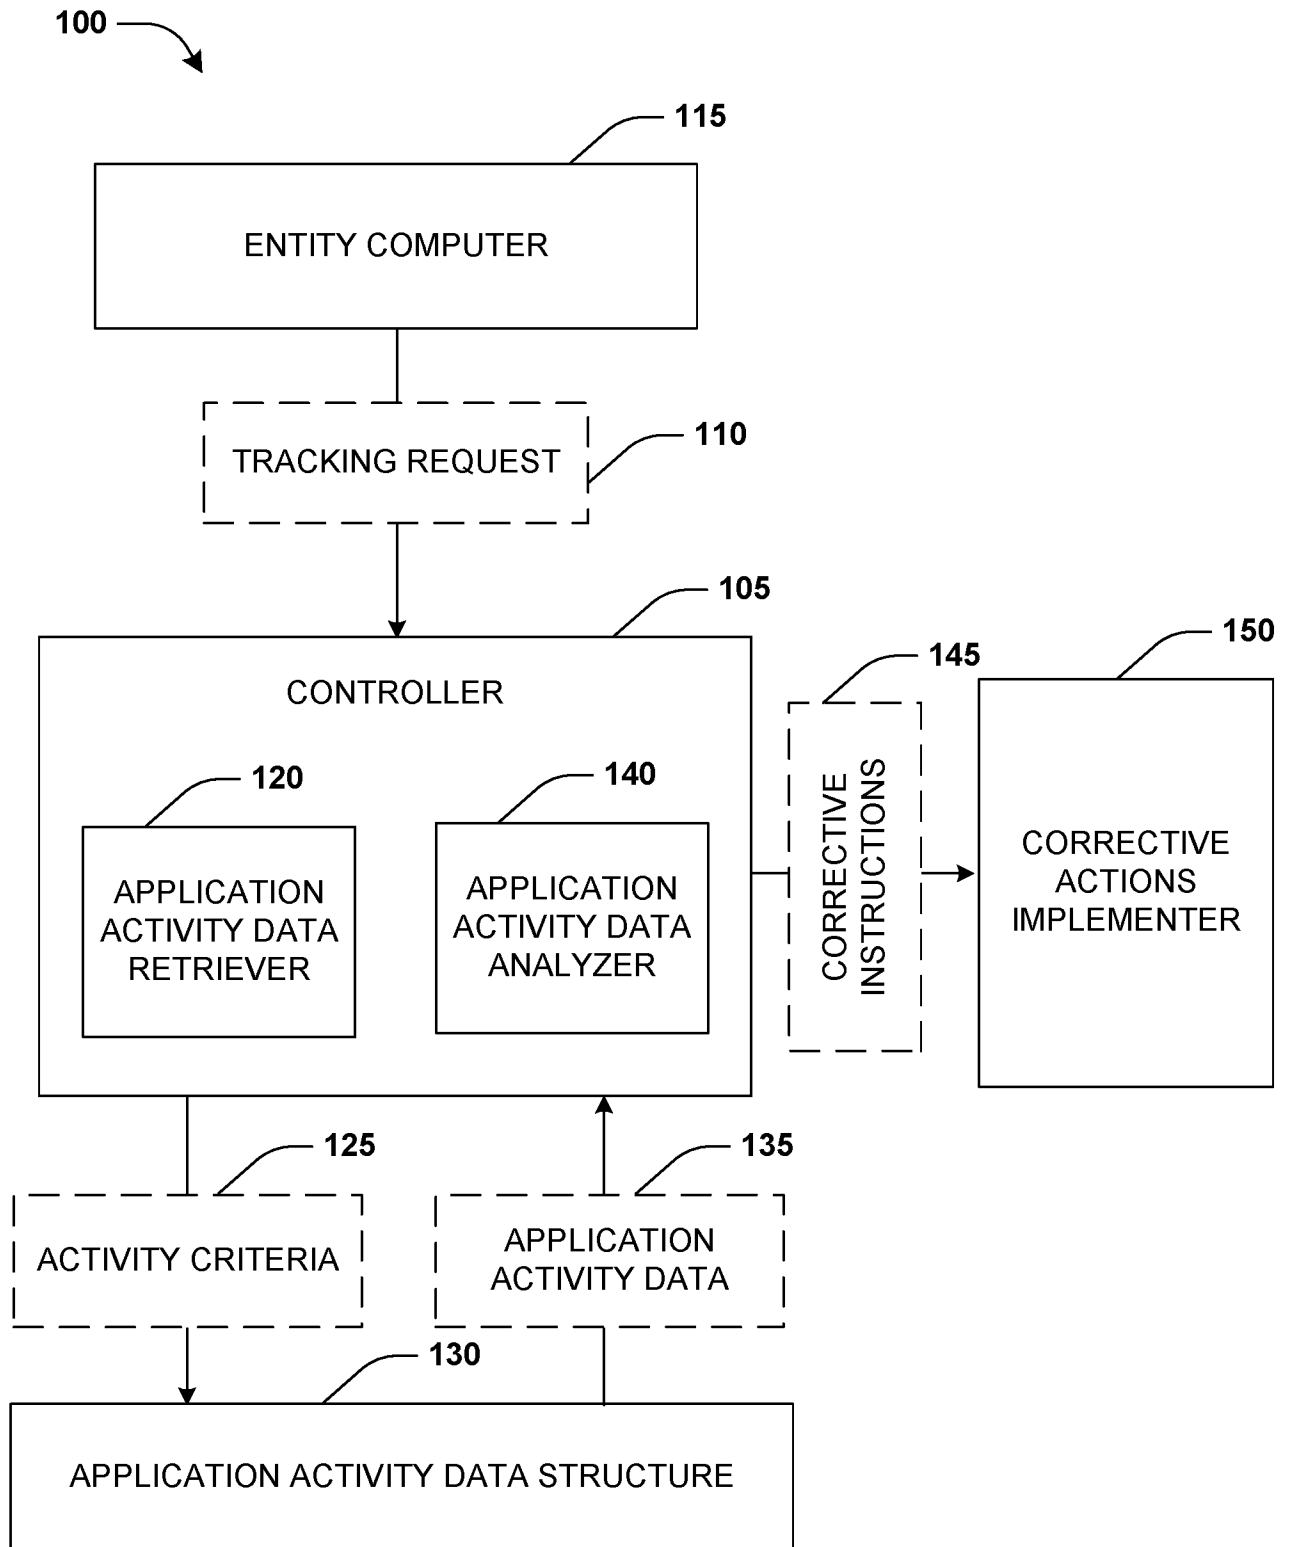 100
115
ENTITY COMPUTER
110
TRACKING REQUEST
105
CONTROLLER
120
APPLICATION
ACTIVITY DATA
RETRIEVER
140
APPLICATION
ACTIVITY DATA
ANALYZER
145
CORRECTIVE
INSTRUCTIONS
150
CORRECTIVE
ACTIONS
IMPLEMENTER
125
ACTIVITY CRITERIA
135
APPLICATION
ACTIVITY DATA
130
APPLICATION ACTIVITY DATA STRUCTURE